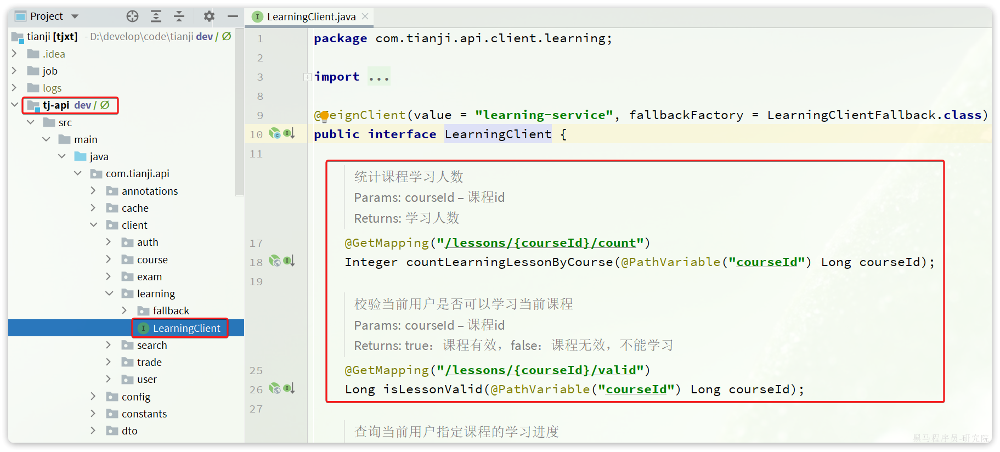 Project
tianji [tjxt] - D:\develop\code\tianji dev / Ø
.idea
job
logs
tj-api dev / Ø
src
main
java
com.tianji.api
annotations
cache
client
auth
course
exam
learning
fallback
LearningClient
search
trade
user
config
constants
dto
LearningClient.java
1 package com.tianji.api.client.learning;
2
3 import ...
8
9 @FeignClient(value = "learning-service", fallbackFactory = LearningClientFallback.class)
10 public interface LearningClient {
11
统计课程学习人数
Params: courseId – 课程id
Returns: 学习人数
17 @GetMapping("/lessons/{courseId}/count")
18 Integer countLearningLessonByCourse(@PathVariable("courseId") Long courseId);
19
校验当前用户是否可以学习当前课程
Params: courseId – 课程id
Returns: true：课程有效，false：课程无效，不能学习
25 @GetMapping("/lessons/{courseId}/valid")
26 Long isLessonValid(@PathVariable("courseId") Long courseId);
27
查询当前用户指定课程的学习进度
黑马程序员-研究院